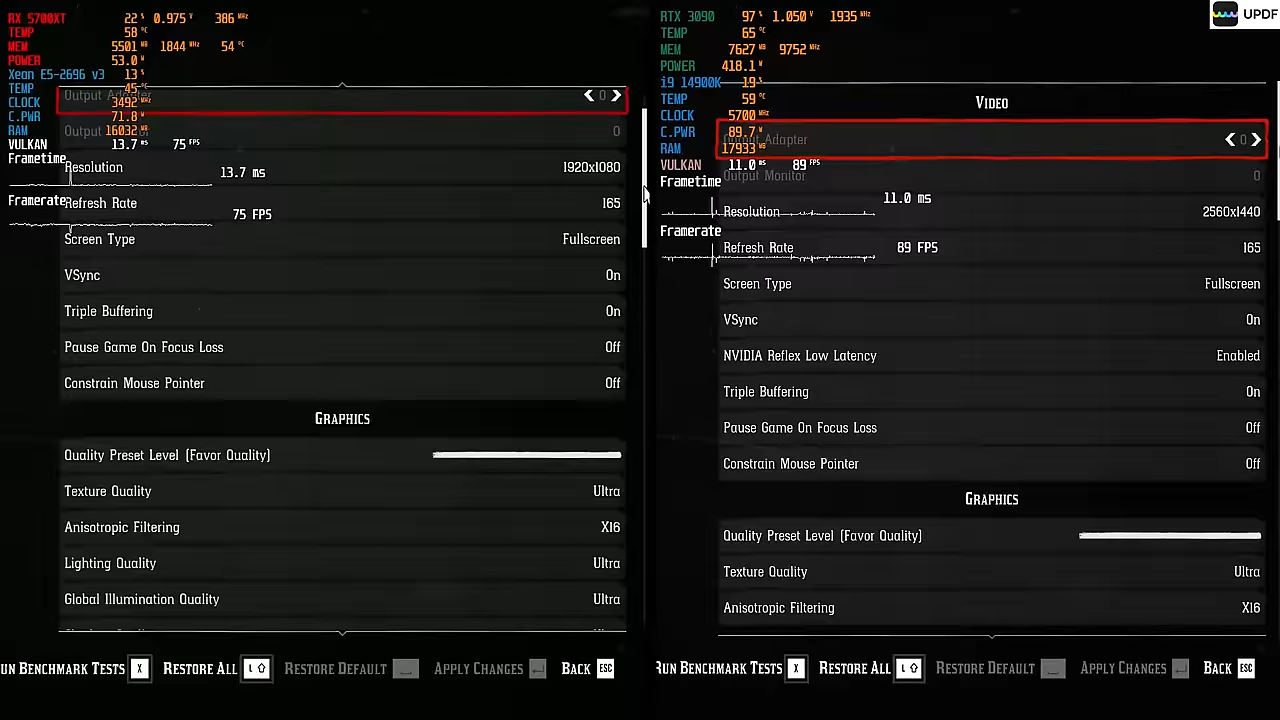 RX 5700XT 22 % 0.975 V 386 MHz
TEMP 58 °C
MEM 5501 MB 1844 MHz 54 °C
POWER 53.0 W
Xeon E5-2696 v3 13 %
TEMP 45 °C
CLOCK 3492 MHz
C.PWR 71.8 W
RAM 16032 MB
VULKAN 13.7 ms 75 FPS
Frametime
13.7 ms
Framerate
75 FPS
Output Adapter 0
Output 0
Resolution 1920x1080
Refresh Rate 165
Screen Type Fullscreen
VSync On
Triple Buffering On
Pause Game On Focus Loss Off
Constrain Mouse Pointer Off
GRAPHICS
Quality Preset Level (Favor Quality)
Texture Quality Ultra
Anisotropic Filtering X16
Lighting Quality Ultra
Global Illumination Quality Ultra
UN BENCHMARK TESTS X RESTORE ALL L RESTORE DEFAULT APPLY CHANGES BACK ESC
RTX 3090 97 % 1.050 V 1935 MHz
TEMP 65 °C
MEM 7627 MB 9752 MHz
POWER 418.1 W
i9 14900K 19 %
TEMP 59 °C
CLOCK 5700 MHz
C.PWR 89.7 W
RAM 17933 MB
VULKAN 11.0 ms 89 FPS
Frametime
11.0 ms
Framerate
89 FPS
UPDF
VIDEO
Output Adapter 0
Output Monitor 0
Resolution 2560x1440
Refresh Rate 165
Screen Type Fullscreen
VSync On
NVIDIA Reflex Low Latency Enabled
Triple Buffering On
Pause Game On Focus Loss Off
Constrain Mouse Pointer Off
GRAPHICS
Quality Preset Level (Favor Quality)
Texture Quality Ultra
Anisotropic Filtering X16
RUN BENCHMARK TESTS X RESTORE ALL L RESTORE DEFAULT APPLY CHANGES BACK ESC